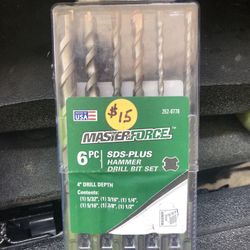 USA
$15
252-0778
MASTERFORCE
6 PC
SDS-PLUS
HAMMER
DRILL BIT SET
4" DRILL DEPTH
Contents:
(1) 5/32", (1) 3/16", (1) 1/4"
(1) 5/16", (1) 3/8", (1) 1/2"